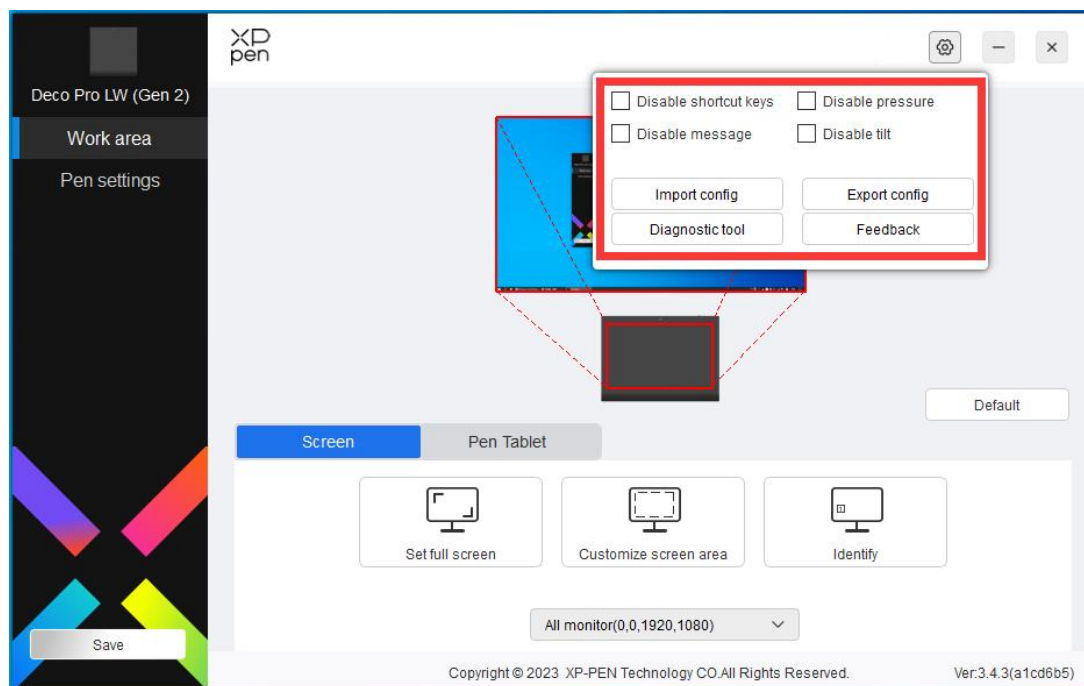 XP
pen
Deco Pro LW (Gen 2)
Work area
Pen settings
Disable shortcut keys
Disable pressure
Disable message
Disable tilt
Import config
Export config
Diagnostic tool
Feedback
Default
Screen
Pen Tablet
Set full screen
Customize screen area
1
Identify
All monitor(0,0,1920,1080)
Save
Copyright © 2023 XP-PEN Technology CO.All Rights Reserved.
Ver:3.4.3(a1cd6b5)